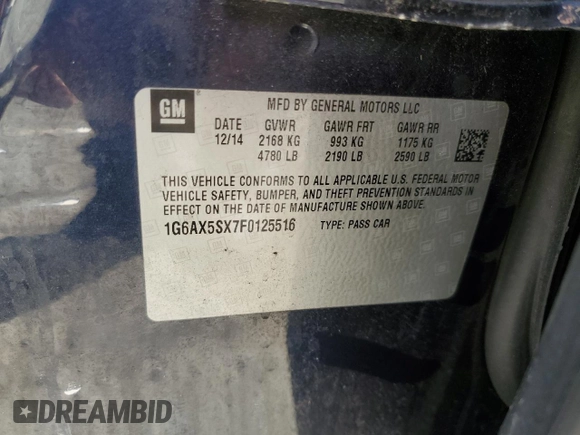 GM
MFD BY GENERAL MOTORS LLC
DATE GVWR GAWR FRT GAWR RR
12/14 2168 KG 993 KG 1175 KG
4780 LB 2190 LB 2590 LB
THIS VEHICLE CONFORMS TO ALL APPLICABLE U.S. FEDERAL MOTOR
VEHICLE SAFETY, BUMPER, AND THEFT PREVENTION STANDARDS IN
EFFECT ON THE DATE OF MANUFACTURE SHOWN ABOVE.
1G6AX5SX7F0125516 TYPE: PASS CAR
DREAMBID